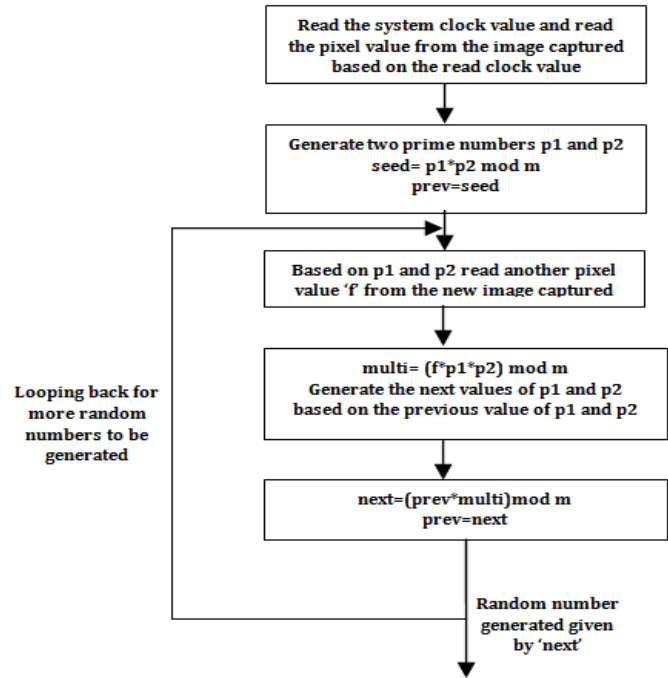 Read the system clock value and read
the pixel value from the image captured
based on the read clock value
Generate two prime numbers p1 and p2
seed= p1*p2 mod m
prev=seed
Based on p1 and p2 read another pixel
value ‘f’ from the new image captured
multi= (f*p1*p2) mod m
Generate the next values of p1 and p2
based on the previous value of p1 and p2
Looping back for
more random
numbers to be
generated
next=(prev*multi)mod m
prev=next
Random number
generated given
by ‘next’